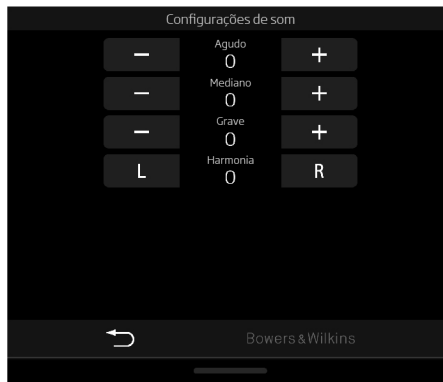 Configurações de som
Agudo
− 0 +
Mediano
− 0 +
Grave
− 0 +
Harmonia
L 0 R
Bowers & Wilkins